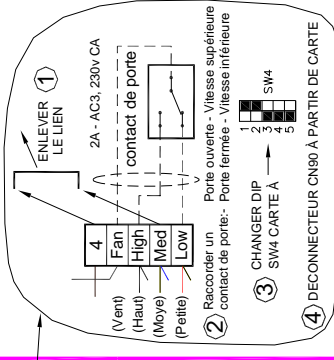 1
ENLEVER
LE LIEN
2A - AC3, 230v CA
contact de porte
4
Fan
High
Med
Low
(Vent)
(Haut)
(Moye)
(Petite)
2 Raccorder un
contact de porte:- Porte ouverte - Vitesse supérieure
Porte fermée - Vitesse inférieure
3 CHANGER DIP
SW4 CARTE À
1
2
3
4
5
SW4
4 DECONNECTEUR CN90 À PARTIR DE CARTE